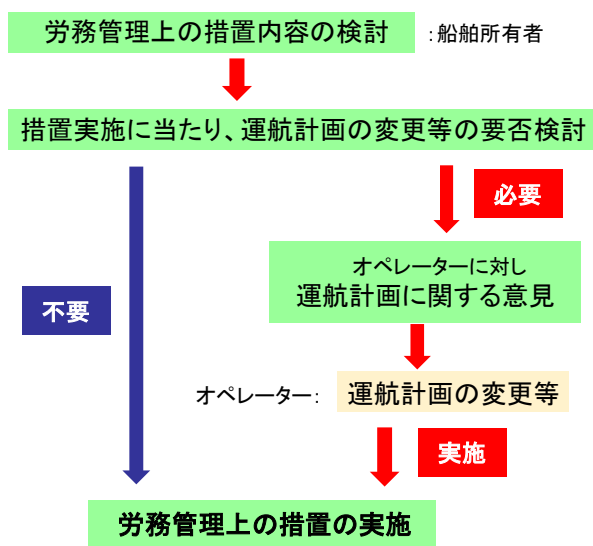 労務管理上の措置内容の検討 ：船舶所有者
措置実施に当たり、運航計画の変更等の要否検討
必要
オペレーターに対し
運航計画に関する意見
不要
オペレーター： 運航計画の変更等
実施
労務管理上の措置の実施